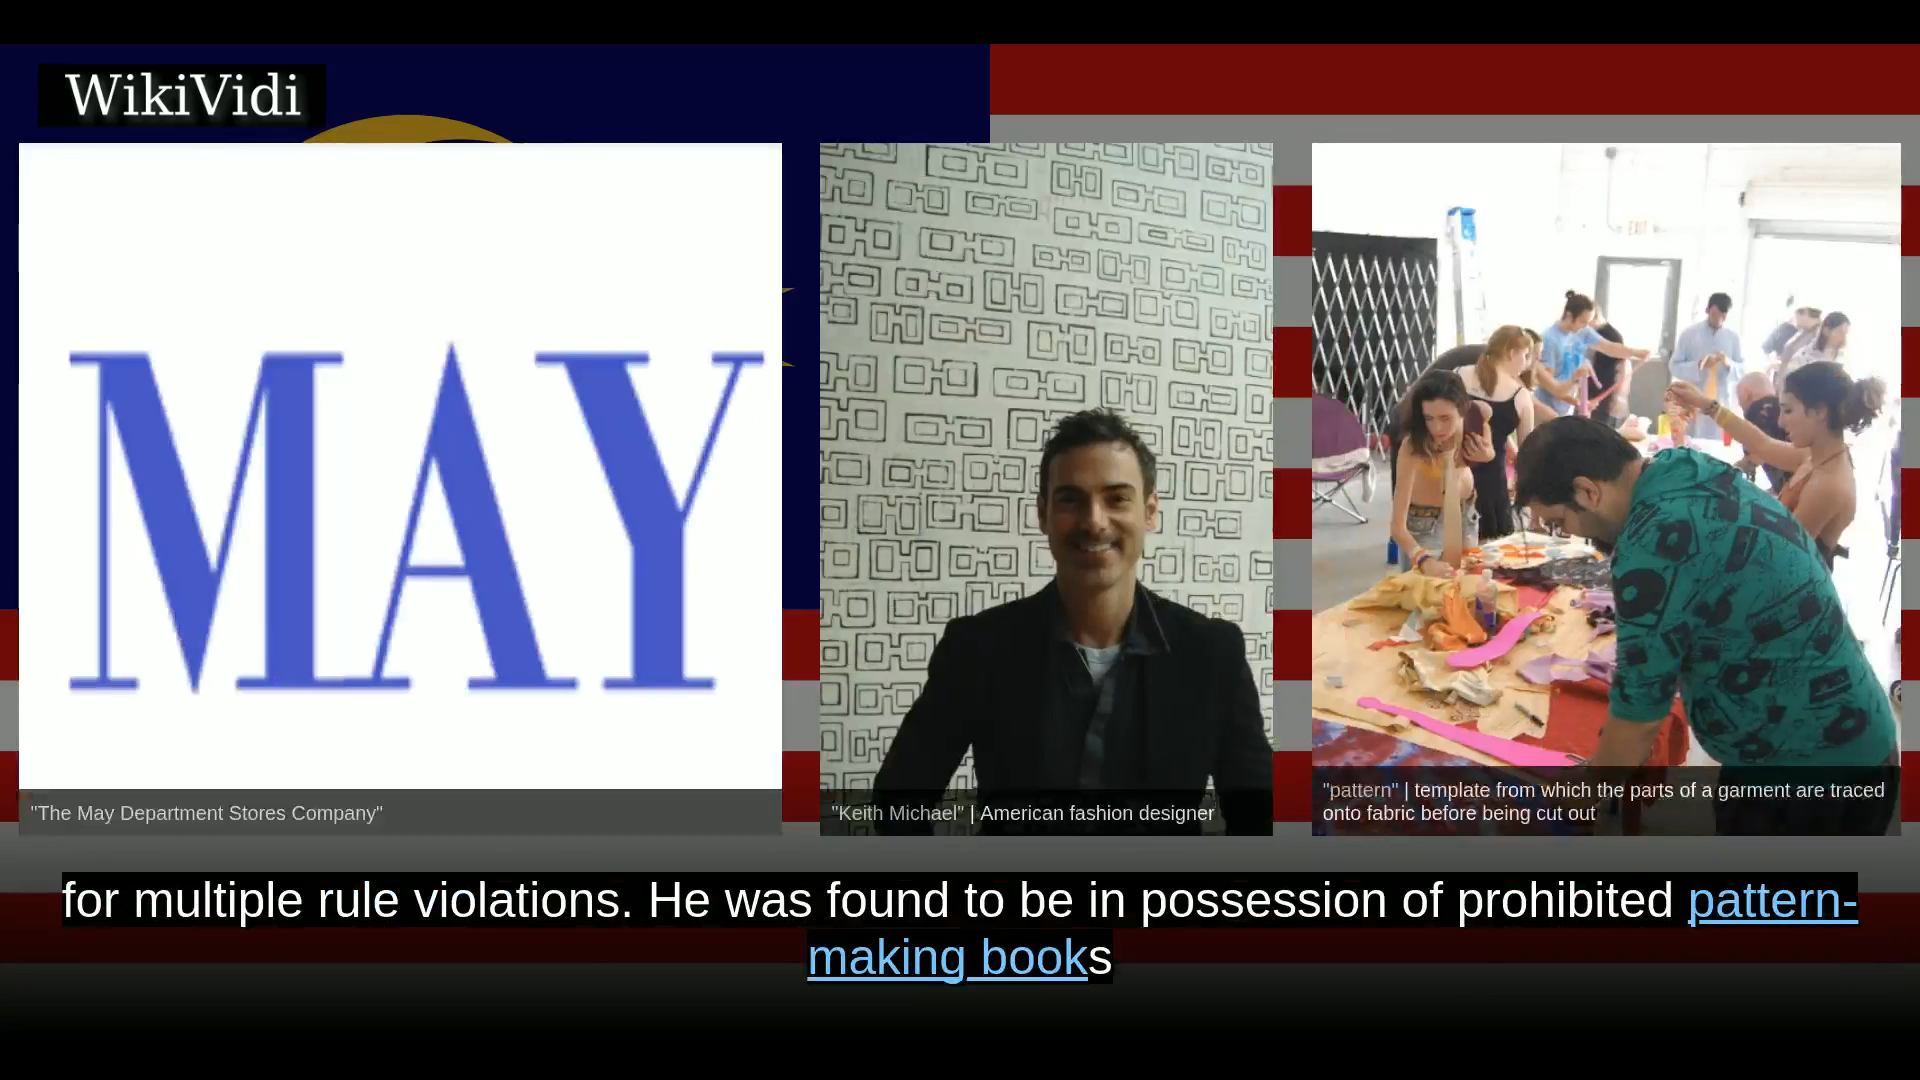 WikiVidi
MAY
"The May Department Stores Company"
"Keith Michael" | American fashion designer
"pattern" | template from which the parts of a garment are traced
onto fabric before being cut out
for multiple rule violations. He was found to be in possession of prohibited pattern-
making books